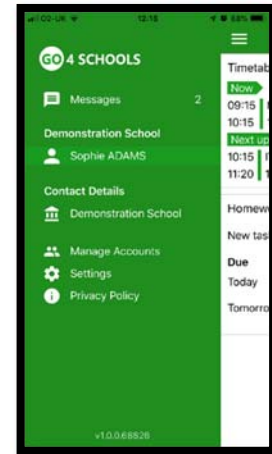 O2-UK 12:15 68%
GO 4 SCHOOLS
Messages 2
Demonstration School
Sophie ADAMS
Contact Details
Demonstration School
Manage Accounts
Settings
Privacy Policy
v1.0.0.68826
Timetab
Now
09:15
10:15
Next up
10:15
11:20
Homew
New tas
Due
Today
Tomorro